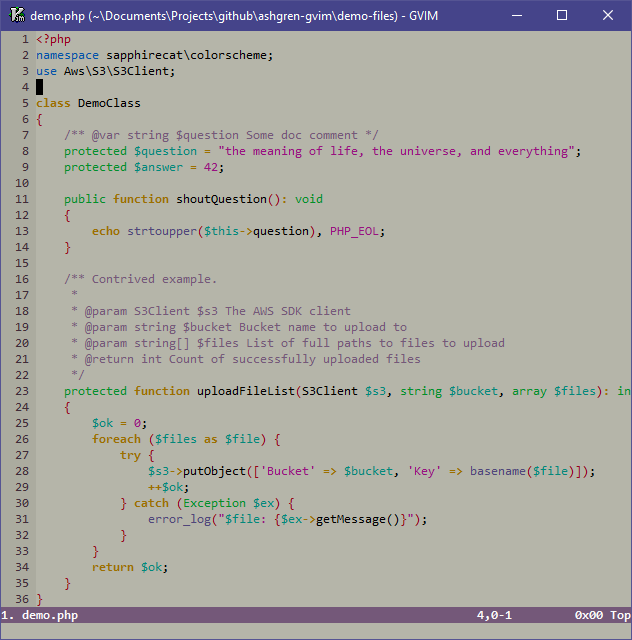 demo.php (~\Documents\Projects\github\ashgren-gvim\demo-files) - GVIM
1 <?php
2 namespace sapphirecat\colorscheme;
3 use Aws\S3\S3Client;
4
5 class DemoClass
6 {
7     /** @var string $question Some doc comment */
8     protected $question = "the meaning of life, the universe, and everything";
9     protected $answer = 42;
10
11     public function shoutQuestion(): void
12     {
13         echo strtoupper($this->question), PHP_EOL;
14     }
15
16     /** Contrived example.
17      *
18      * @param S3Client $s3 The AWS SDK client
19      * @param string $bucket Bucket name to upload to
20      * @param string[] $files List of full paths to files to upload
21      * @return int Count of successfully uploaded files
22      */
23     protected function uploadFileList(S3Client $s3, string $bucket, array $files): in
24     {
25         $ok = 0;
26         foreach ($files as $file) {
27             try {
28                 $s3->putObject(['Bucket' => $bucket, 'Key' => basename($file)]);
29                 ++$ok;
30             } catch (Exception $ex) {
31                 error_log("$file: {$ex->getMessage()}");
32             }
33         }
34         return $ok;
35     }
36 }
1. demo.php 4,0-1 0x00 Top